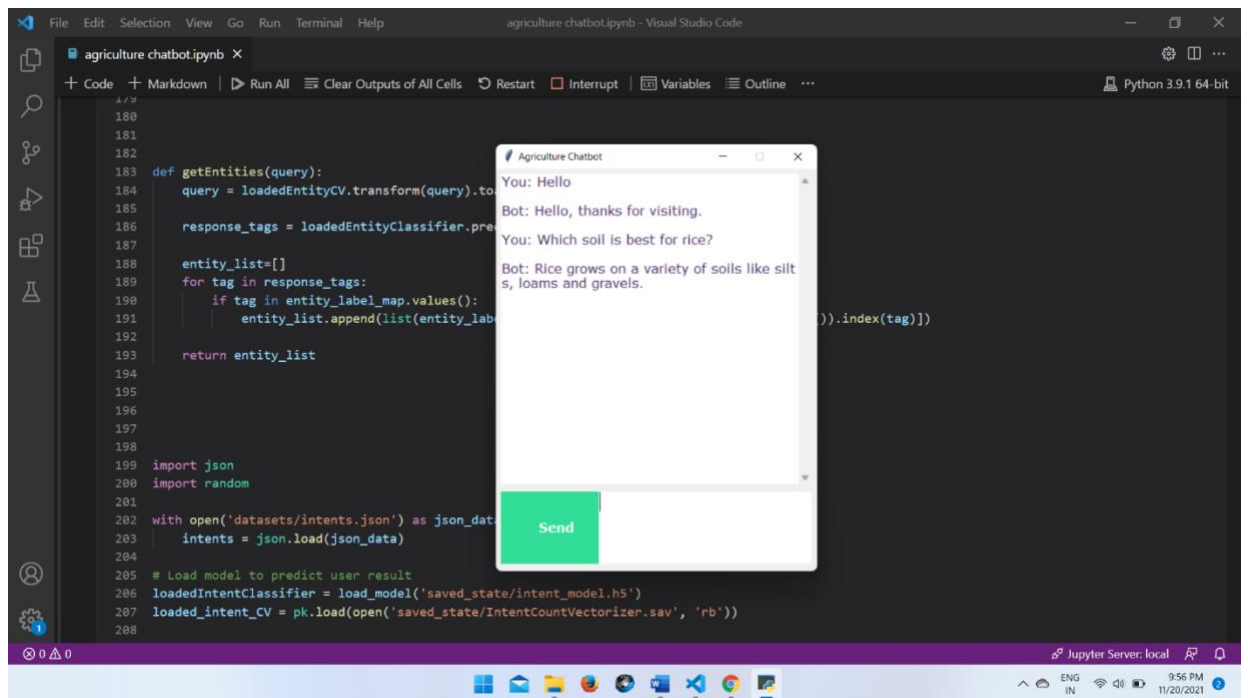 File Edit Selection View Go Run Terminal Help agriculture chatbot.ipynb - Visual Studio Code
agriculture chatbot.ipynb
+ Code + Markdown Run All Clear Outputs of All Cells Restart Interrupt Variables Outline ... Python 3.9.1 64-bit
179
180
181
182
183 def getEntities(query):
184 query = loadedEntityCV.transform(query).to
185
186 response_tags = loadedEntityClassifier.pre
187
188 entity_list=[]
189 for tag in response_tags:
190 if tag in entity_label_map.values():
191 entity_list.append(list(entity_lab )).index(tag)])
192
193 return entity_list
194
195
196
197
198
199 import json
200 import random
201
202 with open('datasets/intents.json') as json_dat
203 intents = json.load(json_data)
204
205 # Load model to predict user result
206 loadedIntentClassifier = load_model('saved_state/intent_model.h5')
207 loaded_intent_CV = pk.load(open('saved_state/IntentCountVectorizer.sav', 'rb'))
208
Agriculture Chatbot
You: Hello
Bot: Hello, thanks for visiting.
You: Which soil is best for rice?
Bot: Rice grows on a variety of soils like silt
s, loams and gravels.
Send
1
0 0 Jupyter Server: local
ENG
IN
9:56 PM
11/20/2021
2